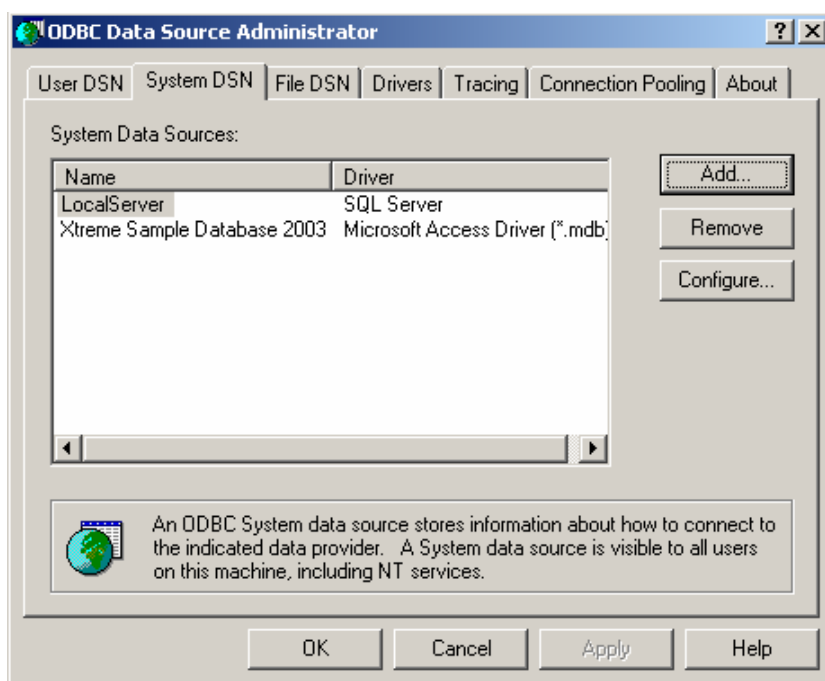 ODBC Data Source Administrator
User DSN System DSN File DSN Drivers Tracing Connection Pooling About
System Data Sources:
Name Driver
LocalServer SQL Server
Xtreme Sample Database 2003 Microsoft Access Driver (*.mdb)
Add...
Remove
Configure...
An ODBC System data source stores information about how to connect to
the indicated data provider. A System data source is visible to all users
on this machine, including NT services.
OK Cancel Apply Help